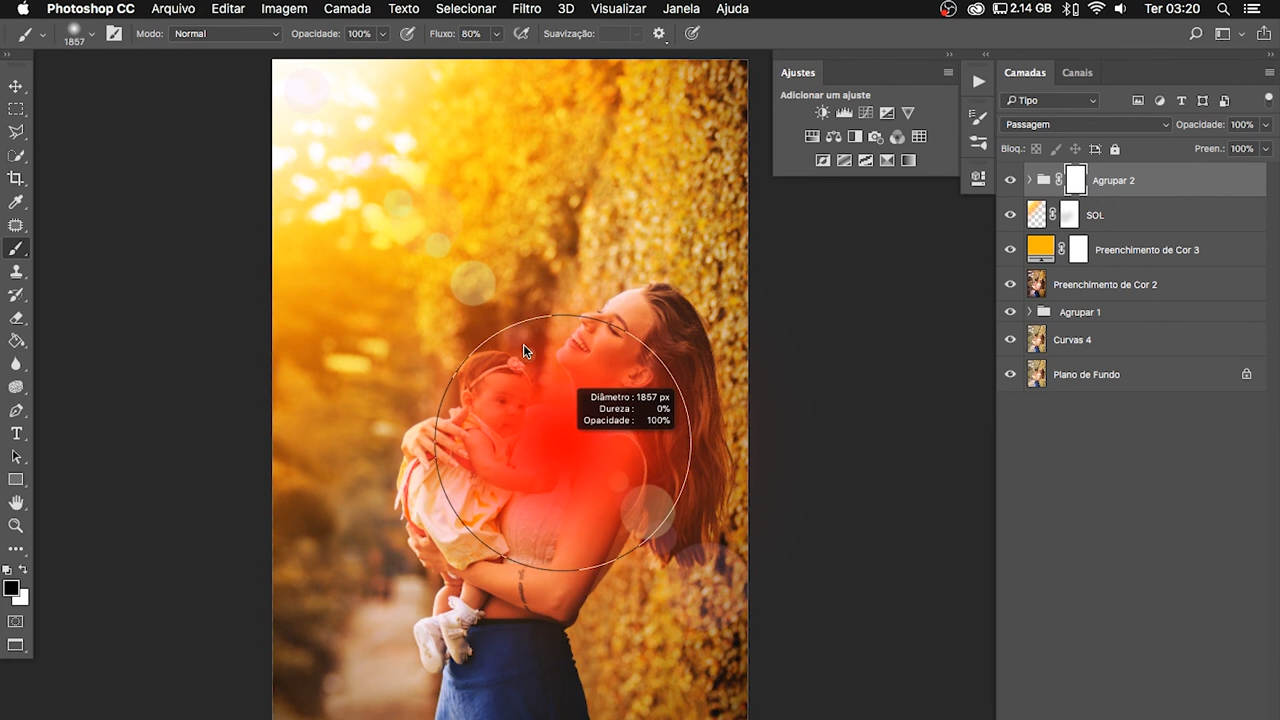 Photoshop CC Arquivo Editar Imagem Camada Texto Selecionar Filtro 3D Visualizar Janela Ajuda 2.14 GB Ter 03:20
1857 Modo: Normal Opacidade: 100% Fluxo: 80% Suavização:
Ajustes
Adicionar um ajuste
Camadas Canais
Tipo
Passagem Opacidade: 100%
Bloq.: Preen.: 100%
Agrupar 2
SOL
Preenchimento de Cor 3
Preenchimento de Cor 2
Agrupar 1
Curvas 4
Plano de Fundo
Diâmetro : 1857 px
Dureza : 0%
Opacidade : 100%